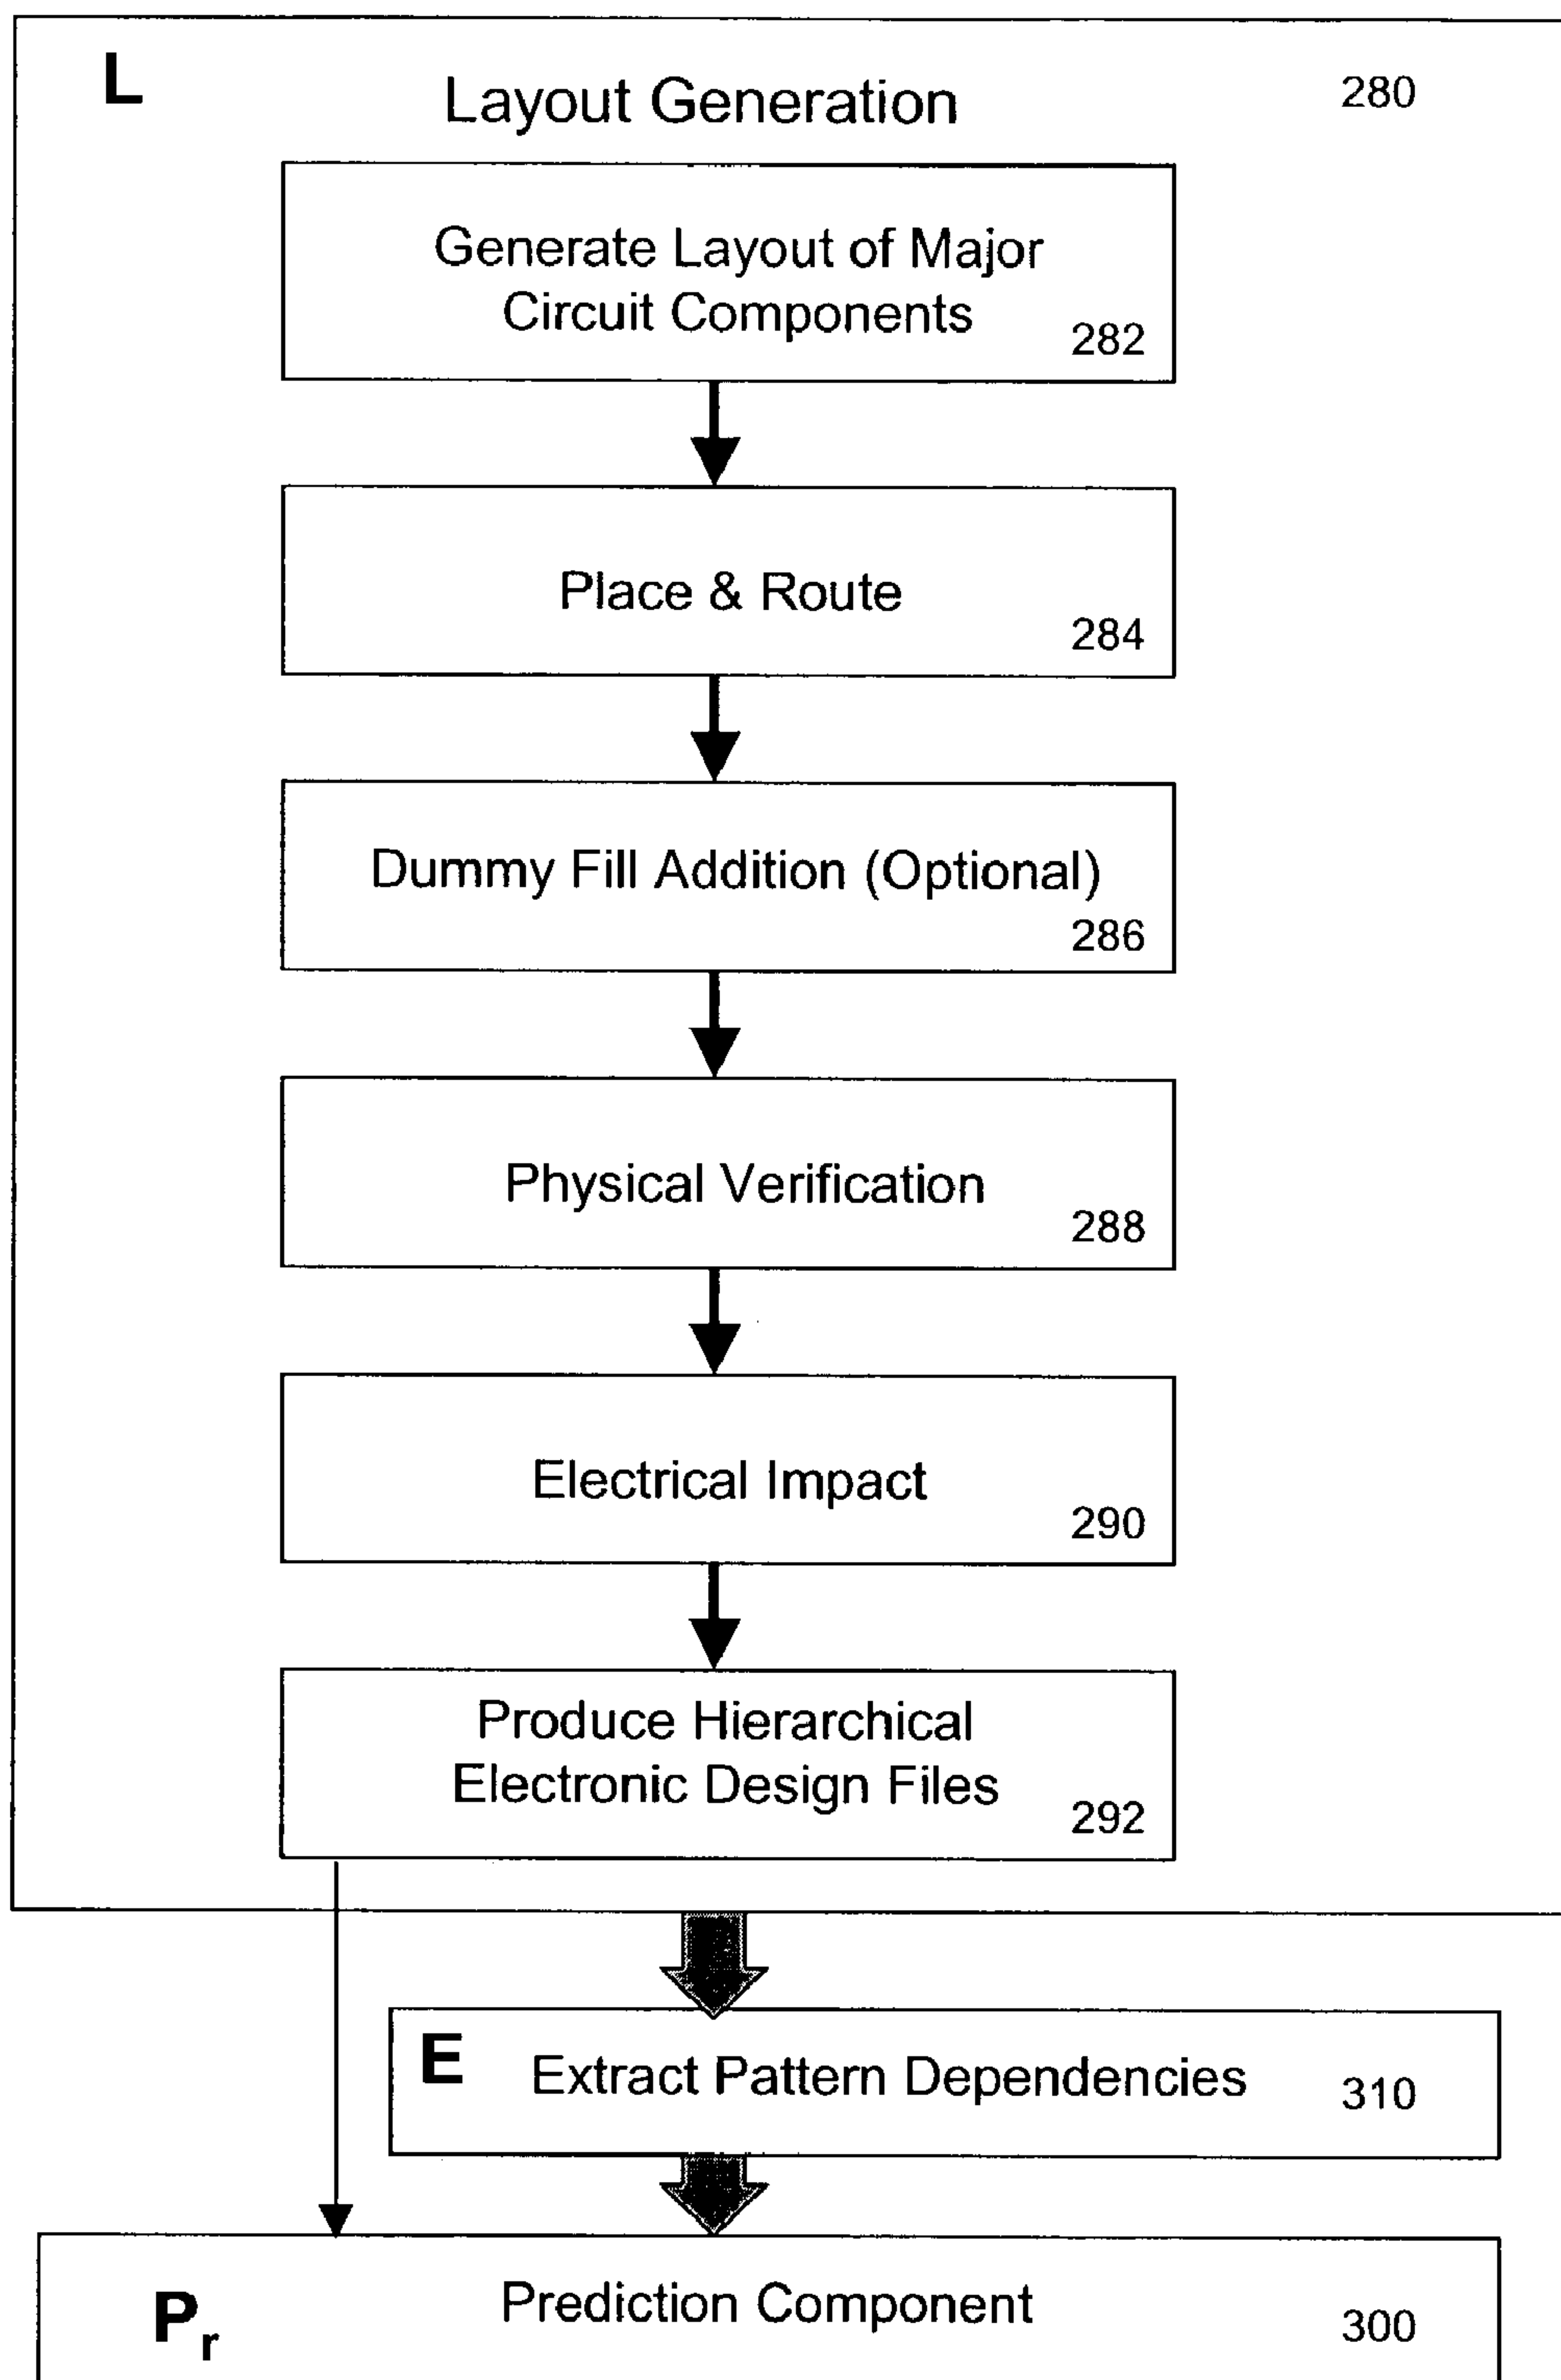 L
Layout Generation
280
Generate Layout of Major
Circuit Components
282
Place & Route
284
Dummy Fill Addition (Optional)
286
Physical Verification
288
Electrical Impact
290
Produce Hierarchical
Electronic Design Files
292
E
Extract Pattern Dependencies
310
Pr
Prediction Component
300